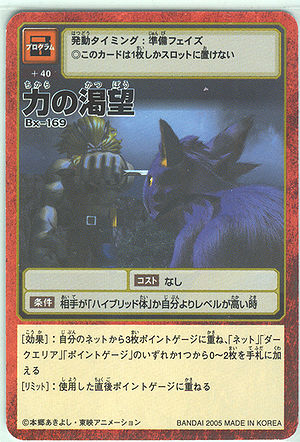 発動タイミング：準備フェイズ
◎このカードは1枚しかスロットに置けない
プログラム
+40
力の渇望
Bx-169
コスト なし
条件 相手が「ハイブリッド体」か自分よりレベルが高い時
[効果]：自分のネットから3枚ポイントゲージに重ね、「ネット」「ダー
クエリア」「ポイントゲージ」のいずれか1つから0~2枚を手札に加
える
[リミット]：使用した直後ポイントゲージに重ねる
©本郷あきよし・東映アニメーション
BANDAI 2005 MADE IN KOREA